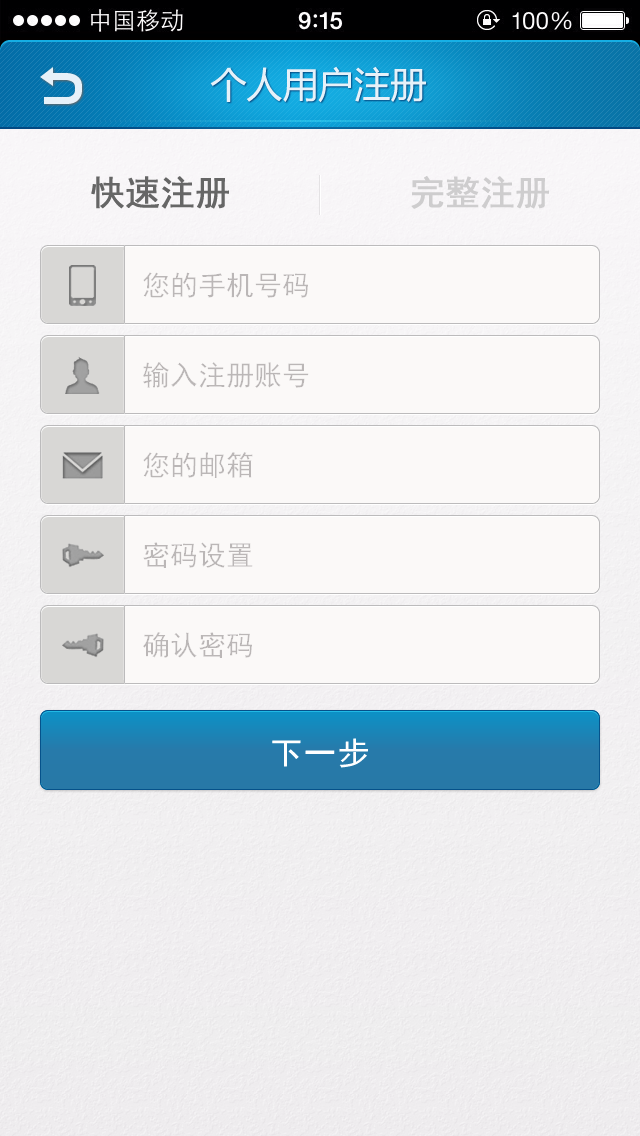 中国移动 9:15 100%
个人用户注册
快速注册 完整注册
您的手机号码
输入注册账号
您的邮箱
密码设置
确认密码
下一步